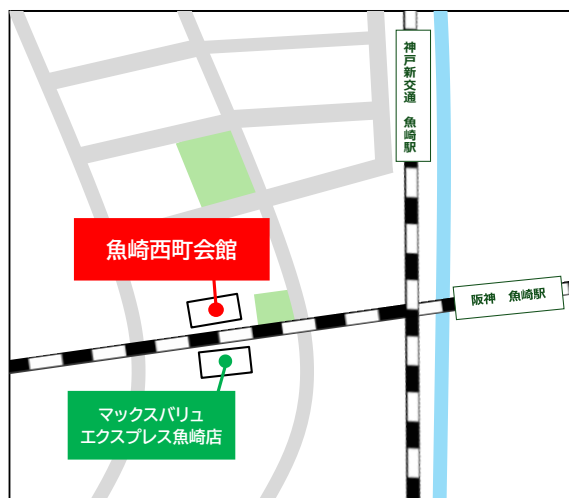 神戸新交通　魚崎駅
阪神　魚崎駅
魚崎西町会館
マックスバリュ
エクスプレス魚崎店